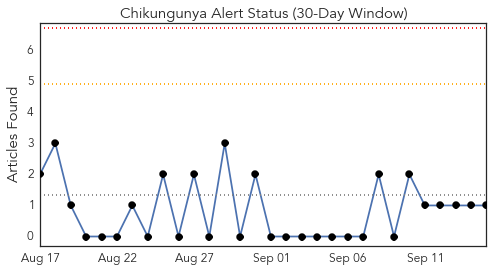 Chikungunya Alert Status (30-Day Window)
Articles Found
6
5
4
3
2
1
0
Aug 17 Aug 22 Aug 27 Sep 01 Sep 06 Sep 11